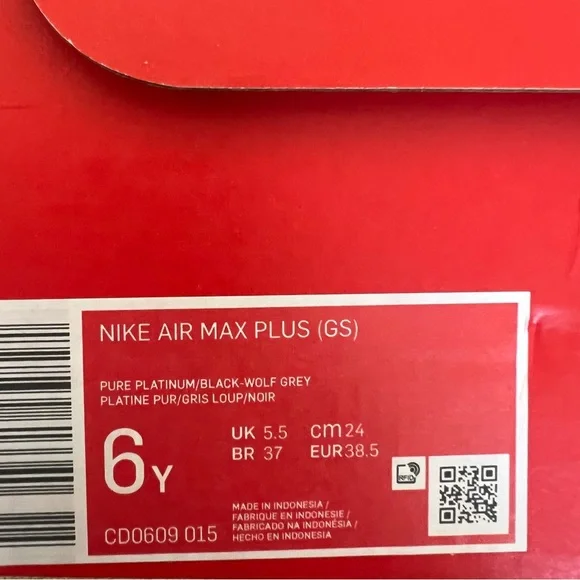 NIKE AIR MAX PLUS (GS)
PURE PLATINUM/BLACK-WOLF GREY
PLATINE PUR/GRIS LOUP/NOIR
6Y
UK 5.5 cm 24
BR 37 EUR 38.5
RFID
CD0609 015
MADE IN INDONESIA /
FABRIQUE EN INDONESIE /
FABRICADO NA INDONÉSIA /
HECHO EN INDONESIA